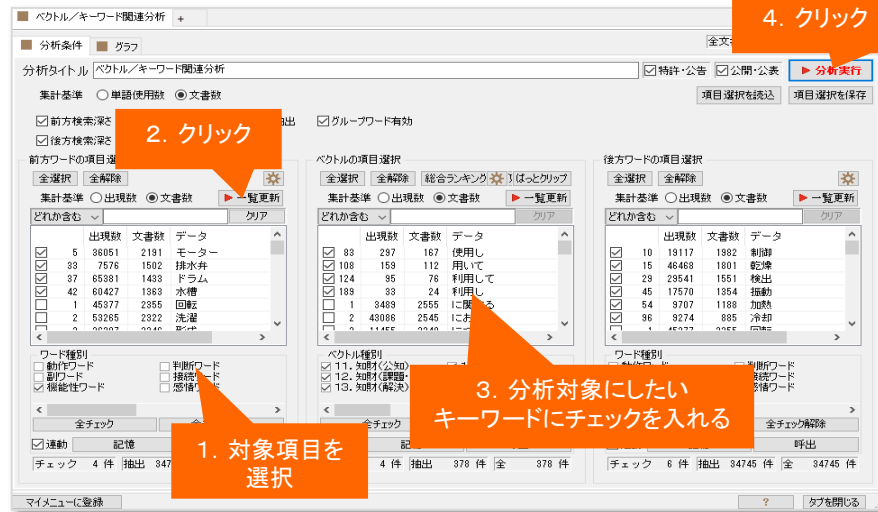 ベクトル／キーワード関連分析 +
4. クリック
分析条件 グラフ
全文
分析タイトル ベクトル／キーワード関連分析
特許・公告 公開・公表 分析実行
集計基準 単語使用数 文書数
項目選択を読込 項目選択を保存
前方検索深さ
出 グループワード有効
後方検索深さ
2. クリック
前方ワードの項目選
全選択 全解除
集計基準 出現数 文書数 一覧更新
どれか含む クリア
出現数 文書数 データ
5 36051 2191 モーター
33 7576 1502 排水弁
37 65381 1433 ドラム
42 60427 1363 水槽
1 45377 2355 回転
2 53265 2322 洗濯
ワード種別
動作ワード 判断ワード
副ワード 接続ワード
機能性ワード 感情ワード
全チェック
連動 記憶
チェック 4 件 抽出 347
1. 対象項目を
選択
ベクトルの項目選択
全選択 全解除 総合ランキング ばっとクリップ
集計基準 出現数 文書数 一覧更新
どれか含む クリア
出現数 文書数 データ
83 297 167 使用し
108 159 112 用いて
124 95 76 利用して
189 33 24 利用し
1 3489 2555 に関する
2 43086 2545 にお
ベクトル種別
11. 知財(公知)
12. 知財(課題
13. 知財(解決)
3. 分析対象にしたい
キーワードにチェックを入れる
4 件 抽出 378 件 全 378 件
後方ワードの項目選択
全選択 全解除
集計基準 出現数 文書数 一覧更新
どれか含む クリア
出現数 文書数 データ
10 19117 1982 制御
15 46468 1801 乾燥
29 29541 1551 検出
45 17570 1354 振動
54 9707 1188 加熱
96 9274 885 冷却
ワード種別
断ワード
続ワード
情ワード
全チェック解除
呼出
チェック 6 件 抽出 34745 件 全 34745 件
マイメニューに登録 ? タブを閉じる